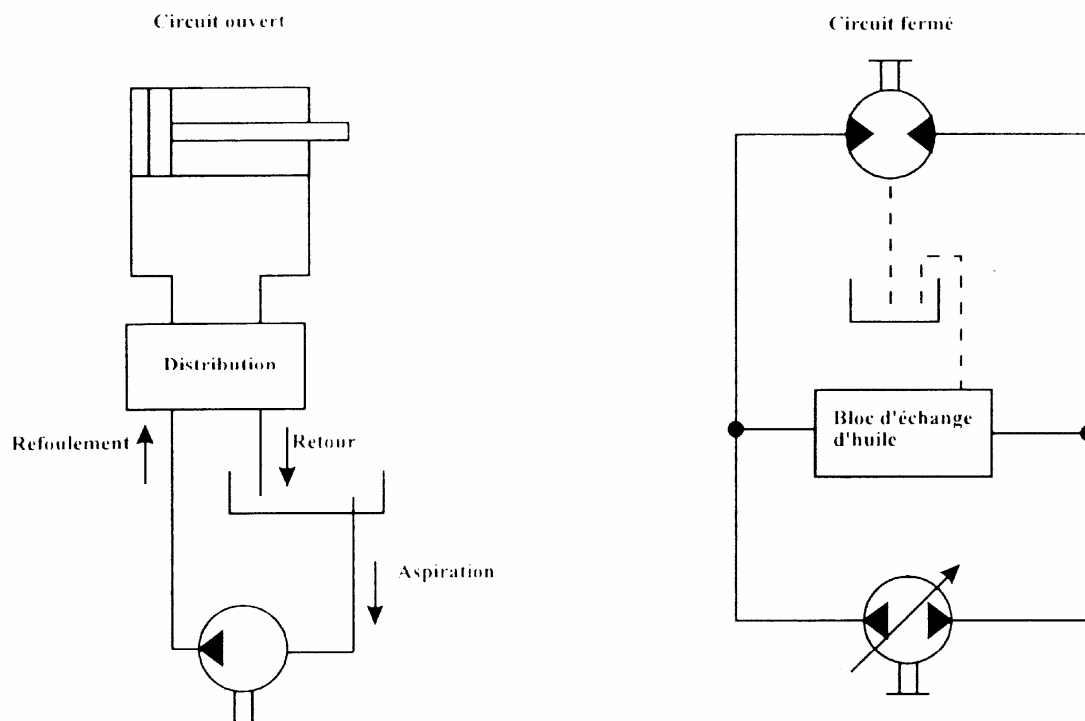 Circuit ouvert
Distribution
Refoulement
Retour
Aspiration
Circuit fermé
Bloc d'échange
d'huile